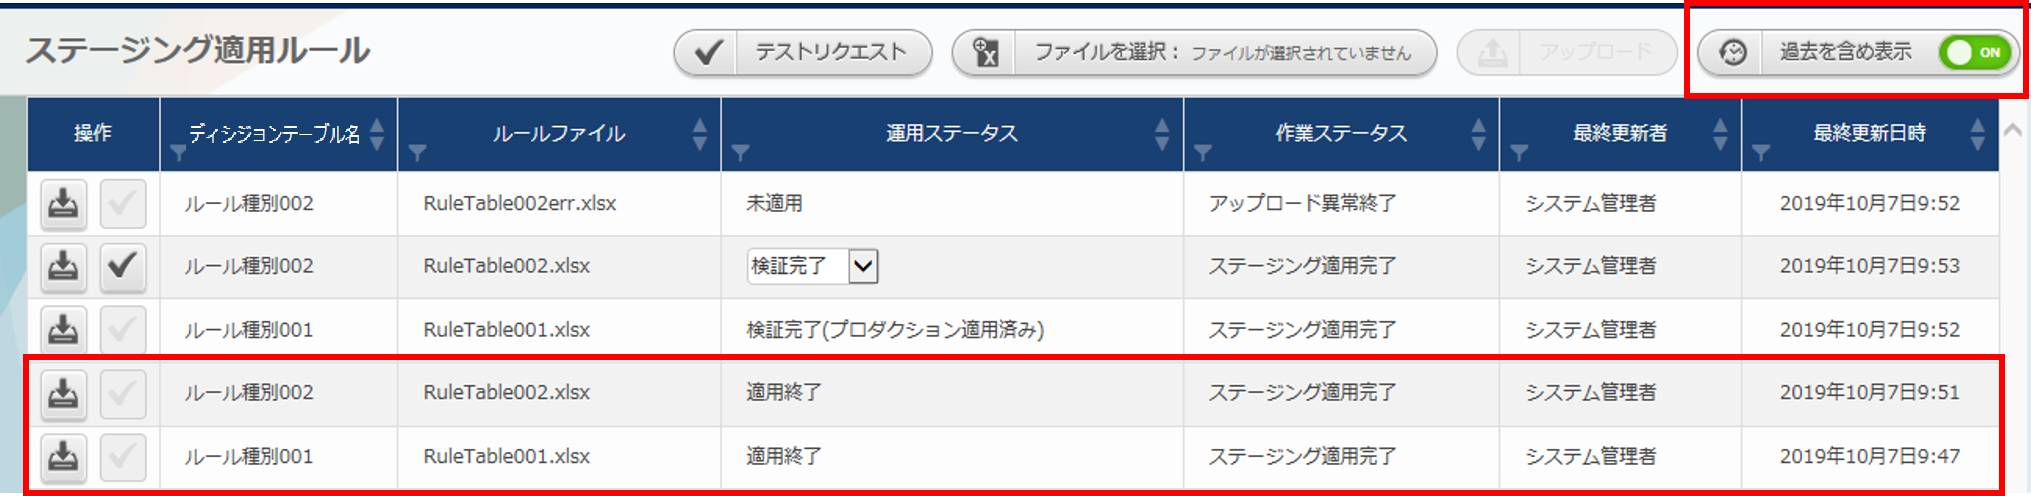 ステージング適用ルール
テストリクエスト
ファイルを選択： ファイルが選択されていません
アップロード
過去を含め表示 ON
操作 ディシジョンテーブル名 ルールファイル 運用ステータス 作業ステータス 最終更新者 最終更新日時
ルール種別002 RuleTable002err.xlsx 未適用 アップロード異常終了 システム管理者 2019年10月7日9:52
ルール種別002 RuleTable002.xlsx 検証完了 ステージング適用完了 システム管理者 2019年10月7日9:53
ルール種別001 RuleTable001.xlsx 検証完了(プロダクション適用済み) ステージング適用完了 システム管理者 2019年10月7日9:52
ルール種別002 RuleTable002.xlsx 適用終了 ステージング適用完了 システム管理者 2019年10月7日9:51
ルール種別001 RuleTable001.xlsx 適用終了 ステージング適用完了 システム管理者 2019年10月7日9:47